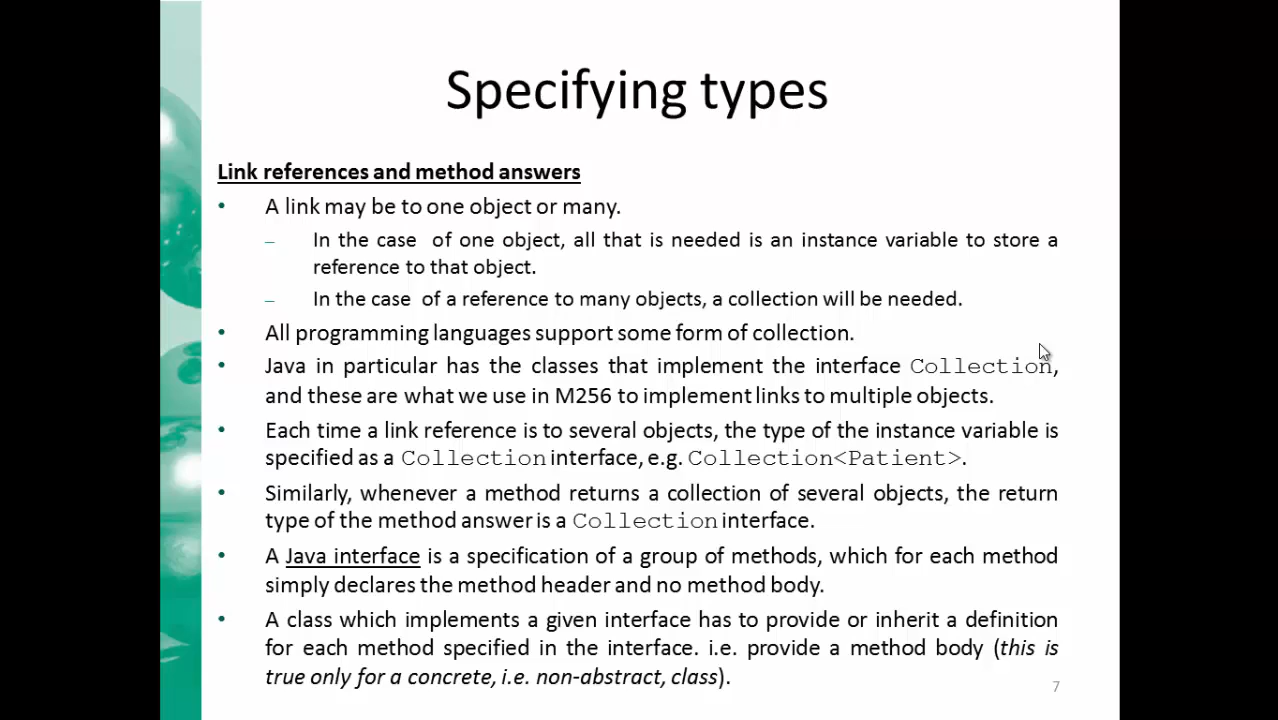 Specifying types
Link references and method answers
• A link may be to one object or many.
– In the case of one object, all that is needed is an instance variable to store a
reference to that object.
– In the case of a reference to many objects, a collection will be needed.
• All programming languages support some form of collection.
• Java in particular has the classes that implement the interface Collection,
and these are what we use in M256 to implement links to multiple objects.
• Each time a link reference is to several objects, the type of the instance variable is
specified as a Collection interface, e.g. Collection<Patient>.
• Similarly, whenever a method returns a collection of several objects, the return
type of the method answer is a Collection interface.
• A Java interface is a specification of a group of methods, which for each method
simply declares the method header and no method body.
• A class which implements a given interface has to provide or inherit a definition
for each method specified in the interface. i.e. provide a method body (this is
true only for a concrete, i.e. non-abstract, class).
7